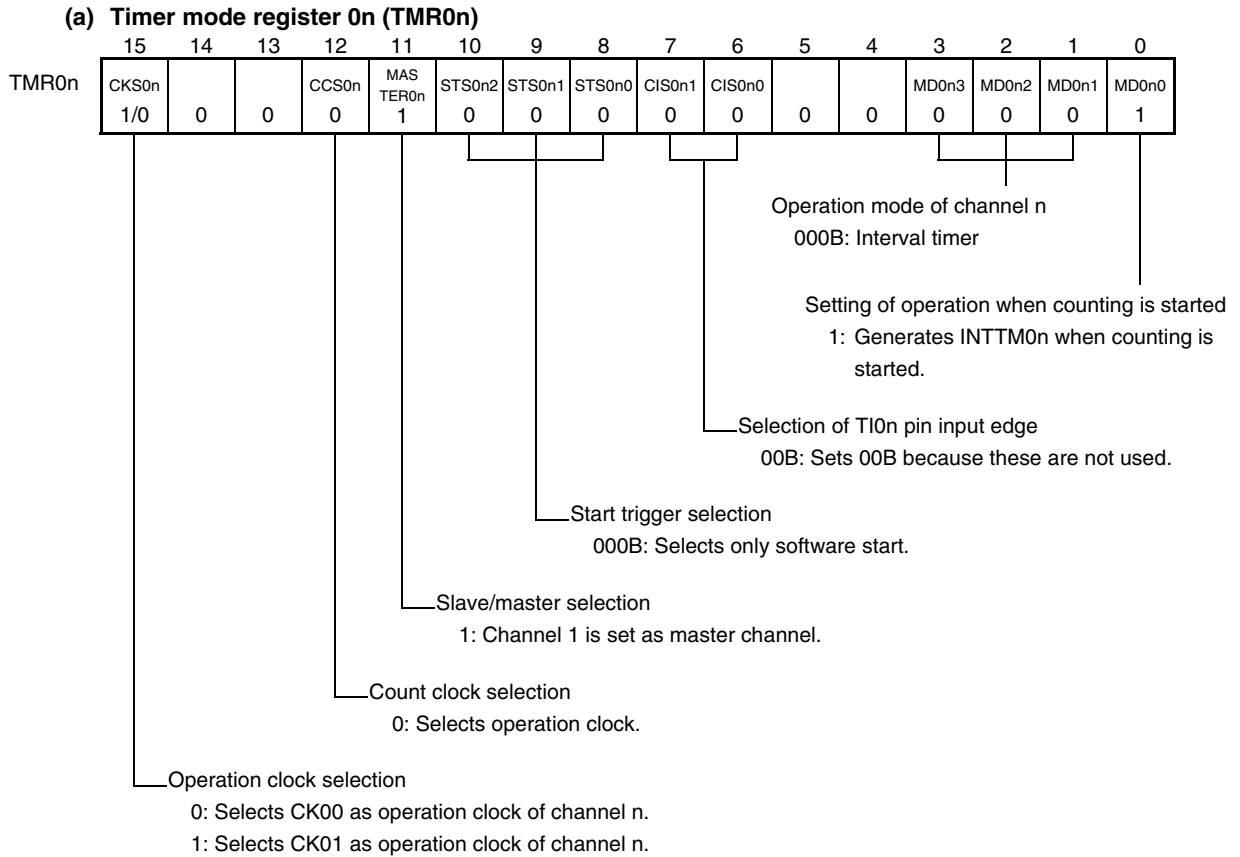 (a) Timer mode register 0n (TMR0n)
15 14 13 12 11 10 9 8 7 6 5 4 3 2 1 0
TMR0n
CKS0n CCS0n MAS TER0n STS0n2 STS0n1 STS0n0 CIS0n1 CIS0n0 MD0n3 MD0n2 MD0n1 MD0n0
1/0 0 0 0 1 0 0 0 0 0 0 0 0 0 0 1
Operation mode of channel n
000B: Interval timer
Setting of operation when counting is started
1: Generates INTTM0n when counting is
started.
Selection of TI0n pin input edge
00B: Sets 00B because these are not used.
Start trigger selection
000B: Selects only software start.
Slave/master selection
1: Channel 1 is set as master channel.
Count clock selection
0: Selects operation clock.
Operation clock selection
0: Selects CK00 as operation clock of channel n.
1: Selects CK01 as operation clock of channel n.